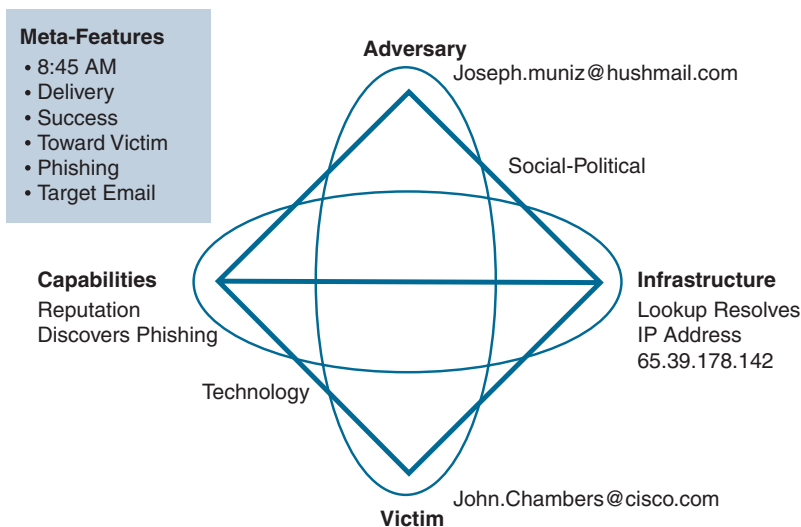 Meta-Features
• 8:45 AM
• Delivery
• Success
• Toward Victim
• Phishing
• Target Email
Adversary
Joseph.muniz@hushmail.com
Social-Political
Capabilities
Reputation
Discovers Phishing
Infrastructure
Lookup Resolves
IP Address
65.39.178.142
Technology
John.Chambers@cisco.com
Victim